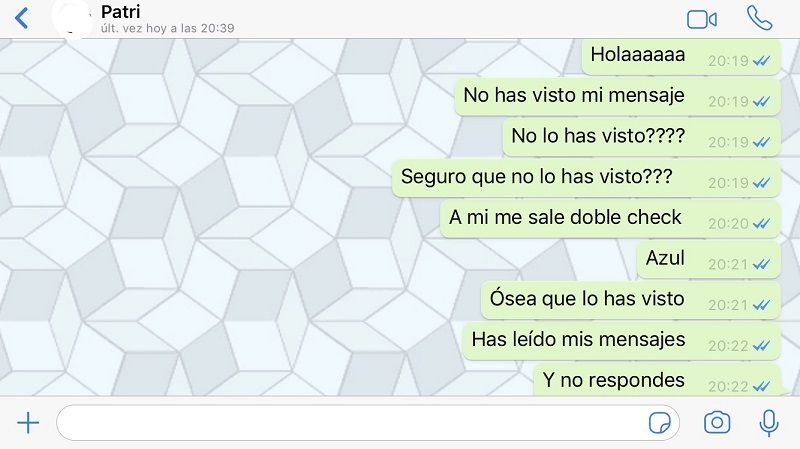 Patri
últ. vez hoy a las 20:39
Holaaaaaa 20:19
No has visto mi mensaje 20:19
No lo has visto???? 20:19
Seguro que no lo has visto??? 20:19
A mi me sale doble check 20:20
Azul 20:21
Ósea que lo has visto 20:21
Has leído mis mensajes 20:22
Y no respondes 20:22